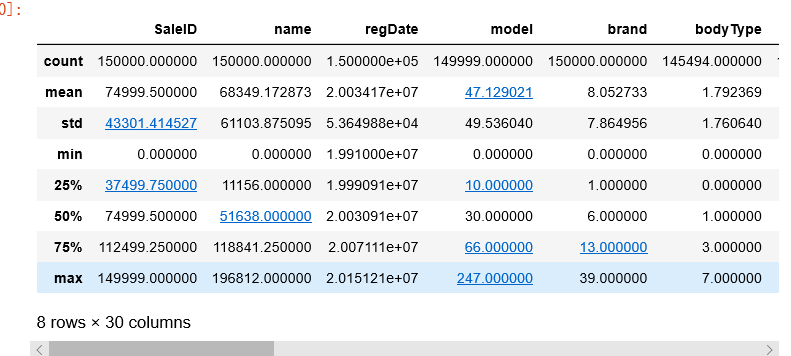 0]:
SaleID name regDate model brand bodyType
count 150000.000000 150000.000000 1.500000e+05 149999.000000 150000.000000 145494.000000
mean 74999.500000 68349.172873 2.003417e+07 47.129021 8.052733 1.792369
std 43301.414527 61103.875095 5.364988e+04 49.536040 7.864956 1.760640
min 0.000000 0.000000 1.991000e+07 0.000000 0.000000 0.000000
25% 37499.750000 11156.000000 1.999091e+07 10.000000 1.000000 0.000000
50% 74999.500000 51638.000000 2.003091e+07 30.000000 6.000000 1.000000
75% 112499.250000 118841.250000 2.007111e+07 66.000000 13.000000 3.000000
max 149999.000000 196812.000000 2.015121e+07 247.000000 39.000000 7.000000
8 rows × 30 columns